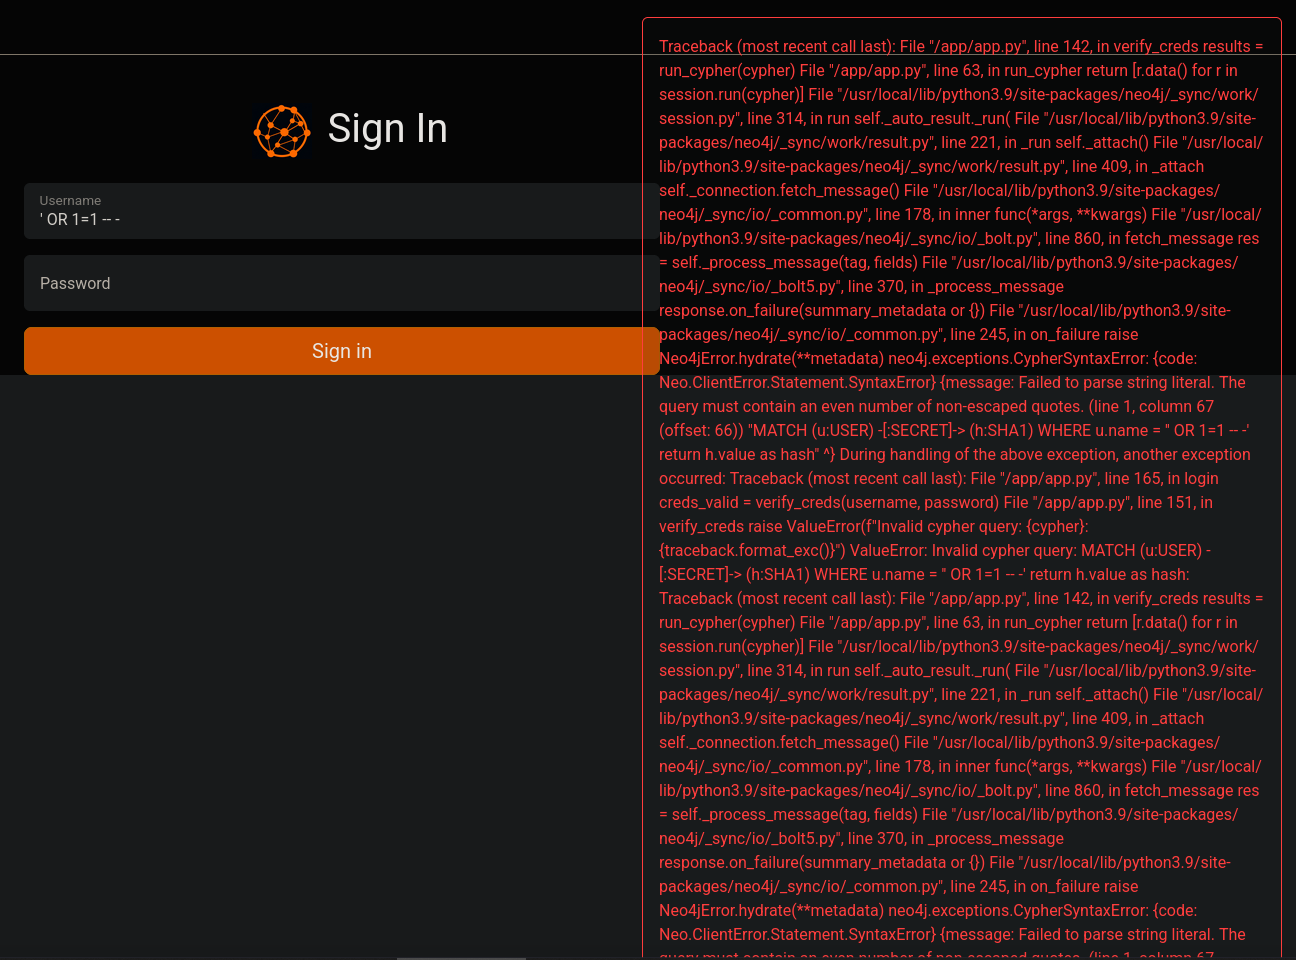 Sign In
Username
' OR 1=1 -- -
Password
Sign in
Traceback (most recent call last): File "/app/app.py", line 142, in verify_creds results =
run_cypher(cypher) File "/app/app.py", line 63, in run_cypher return [r.data() for r in
session.run(cypher)] File "/usr/local/lib/python3.9/site-packages/neo4j/_sync/work/
session.py", line 314, in run self._auto_result._run( File "/usr/local/lib/python3.9/site-
packages/neo4j/_sync/work/result.py", line 221, in _run self._attach() File "/usr/local/
lib/python3.9/site-packages/neo4j/_sync/work/result.py", line 409, in _attach
self._connection.fetch_message() File "/usr/local/lib/python3.9/site-packages/
neo4j/_sync/io/_common.py", line 178, in inner func(*args, **kwargs) File "/usr/local/
lib/python3.9/site-packages/neo4j/_sync/io/_bolt.py", line 860, in fetch_message res
= self._process_message(tag, fields) File "/usr/local/lib/python3.9/site-packages/
neo4j/_sync/io/_bolt5.py", line 370, in _process_message
response.on_failure(summary_metadata or {}) File "/usr/local/lib/python3.9/site-
packages/neo4j/_sync/io/_common.py", line 245, in on_failure raise
Neo4jError.hydrate(**metadata) neo4j.exceptions.CypherSyntaxError: {code:
Neo.ClientError.Statement.SyntaxError} {message: Failed to parse string literal. The
query must contain an even number of non-escaped quotes. (line 1, column 67
(offset: 66)) "MATCH (u:USER) -[:SECRET]-> (h:SHA1) WHERE u.name = '' OR 1=1 -- -'
return h.value as hash" ^} During handling of the above exception, another exception
occurred: Traceback (most recent call last): File "/app/app.py", line 165, in login
creds_valid = verify_creds(username, password) File "/app/app.py", line 151, in
verify_creds raise ValueError(f"Invalid cypher query: {cypher}:
{traceback.format_exc()}") ValueError: Invalid cypher query: MATCH (u:USER) -
[:SECRET]-> (h:SHA1) WHERE u.name = '' OR 1=1 -- -' return h.value as hash:
Traceback (most recent call last): File "/app/app.py", line 142, in verify_creds results =
run_cypher(cypher) File "/app/app.py", line 63, in run_cypher return [r.data() for r in
session.run(cypher)] File "/usr/local/lib/python3.9/site-packages/neo4j/_sync/work/
session.py", line 314, in run self._auto_result._run( File "/usr/local/lib/python3.9/site-
packages/neo4j/_sync/work/result.py", line 221, in _run self._attach() File "/usr/local/
lib/python3.9/site-packages/neo4j/_sync/work/result.py", line 409, in _attach
self._connection.fetch_message() File "/usr/local/lib/python3.9/site-packages/
neo4j/_sync/io/_common.py", line 178, in inner func(*args, **kwargs) File "/usr/local/
lib/python3.9/site-packages/neo4j/_sync/io/_bolt.py", line 860, in fetch_message res
= self._process_message(tag, fields) File "/usr/local/lib/python3.9/site-packages/
neo4j/_sync/io/_bolt5.py", line 370, in _process_message
response.on_failure(summary_metadata or {}) File "/usr/local/lib/python3.9/site-
packages/neo4j/_sync/io/_common.py", line 245, in on_failure raise
Neo4jError.hydrate(**metadata) neo4j.exceptions.CypherSyntaxError: {code:
Neo.ClientError.Statement.SyntaxError} {message: Failed to parse string literal. The
query must contain an even number of non-escaped quotes. (line 1, column 67